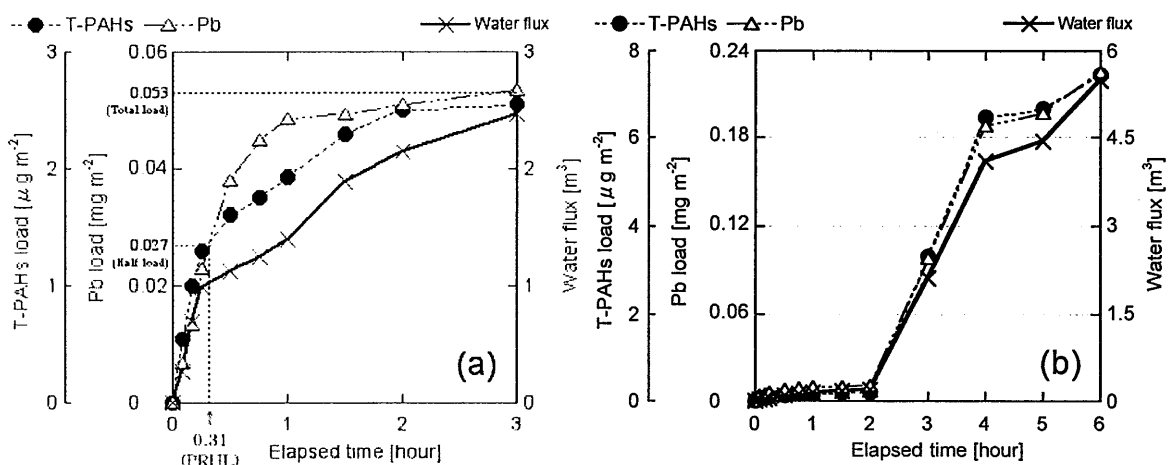 T-PAHs Pb Water flux
3 0.06 3
0.053
(Total load)
2 0.04 2
0.027
(Half load)
1 0.02 1
0 0 0
T-PAHs load [μg m-2]
Pb load [mg m-2]
Water flux [m3]
(a)
0 1 2 3
0.31
(PRHL)
Elapsed time [hour]
T-PAHs Pb Water flux
8 0.24 6
6 0.18 4.5
4 0.12 3
2 0.06 1.5
0 0 0
T-PAHs load [μg m-2]
Pb load [mg m-2]
Water flux [m3]
(b)
0 1 2 3 4 5 6
Elapsed time [hour]